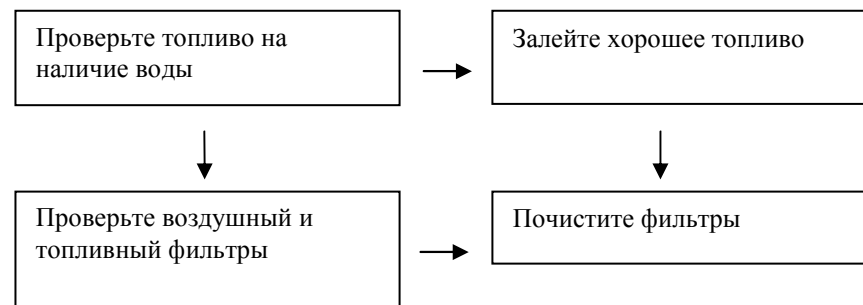 Проверьте топливо на
наличие воды
Залейте хорошее топливо
Проверьте воздушный и
топливный фильтры
Почистите фильтры